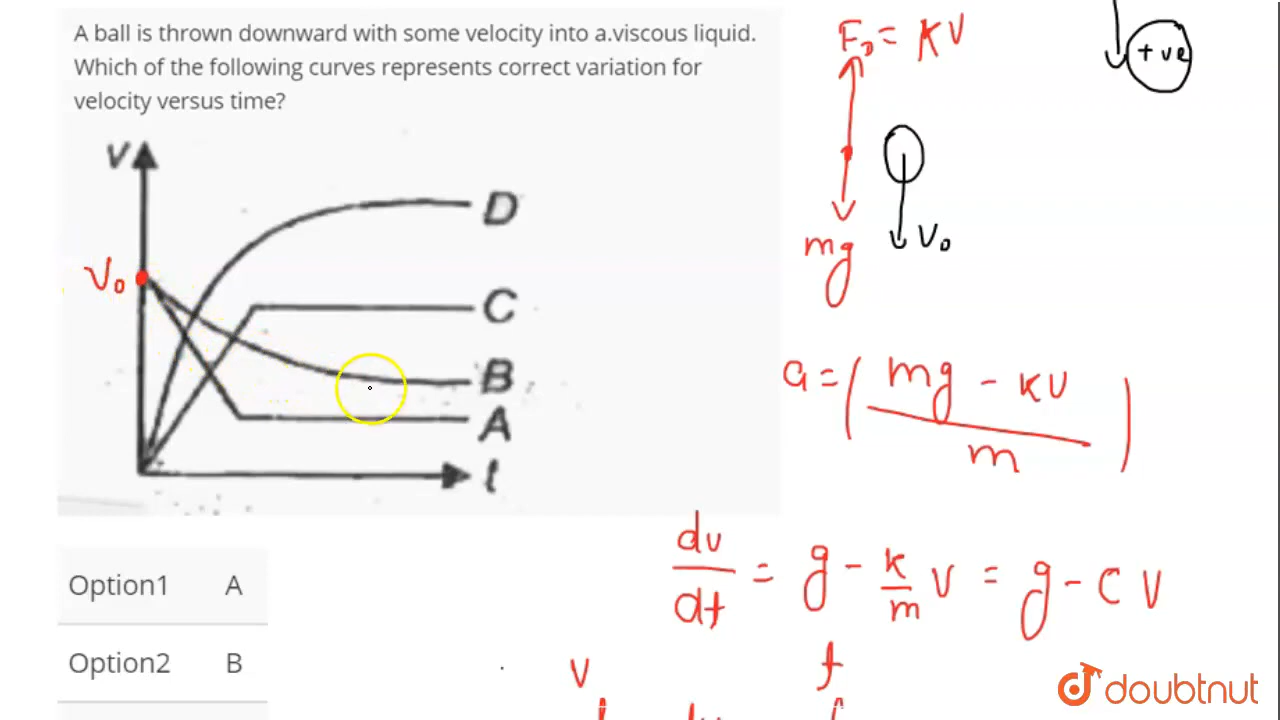 A ball is thrown downward with some velocity into a.viscous liquid.
Which of the following curves represents correct variation for
velocity versus time?
V
D
C
B
A
t
V₀
Option1 A
Option2 B
F_D = KV
+ve
V₀
mg
a = ( mg - KV / m )
dv/dt = g - K/m V = g - C V
V t
doubtnut